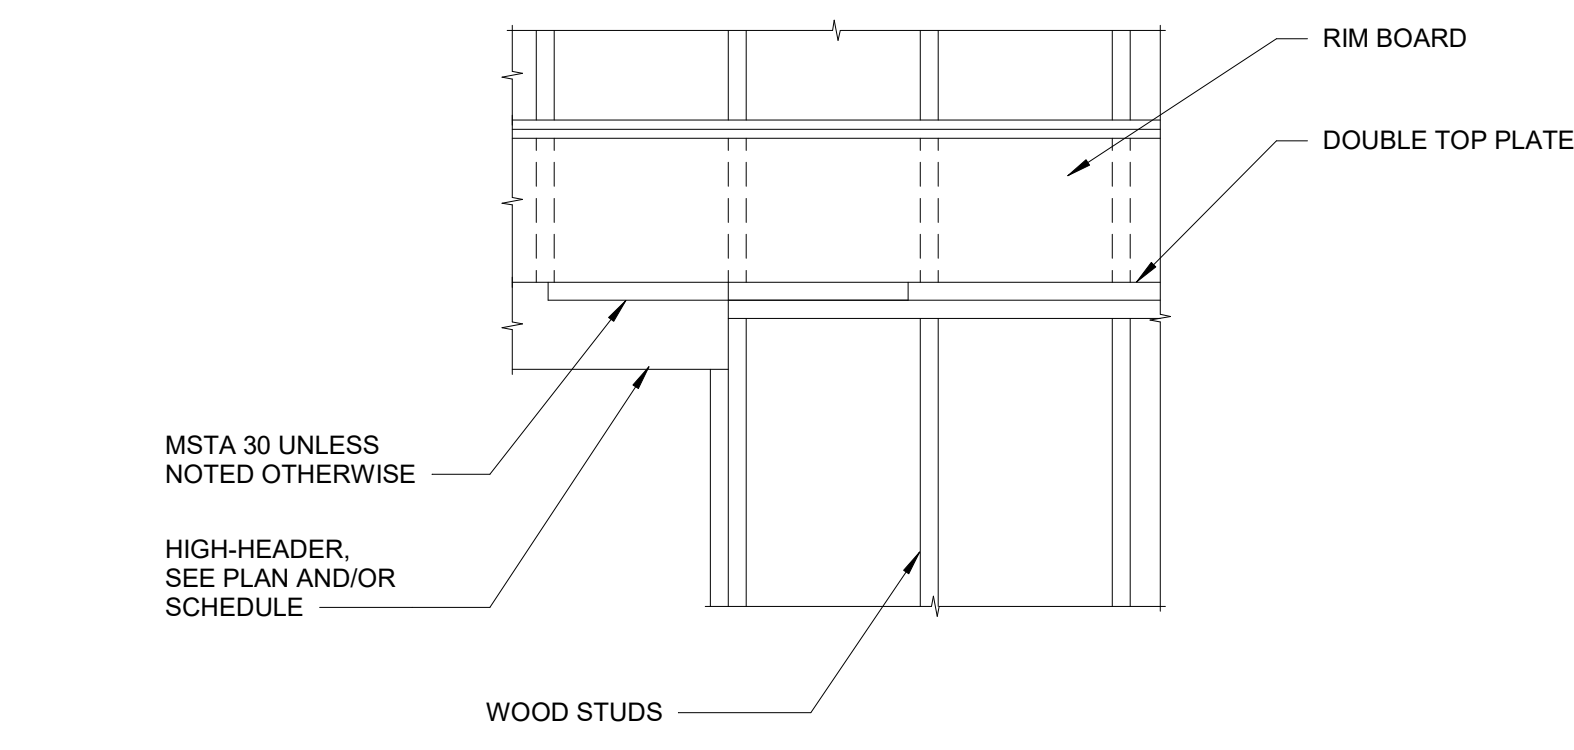 RIM BOARD
DOUBLE TOP PLATE
MSTA 30 UNLESS
NOTED OTHERWISE
HIGH-HEADER,
SEE PLAN AND/OR
SCHEDULE
WOOD STUDS